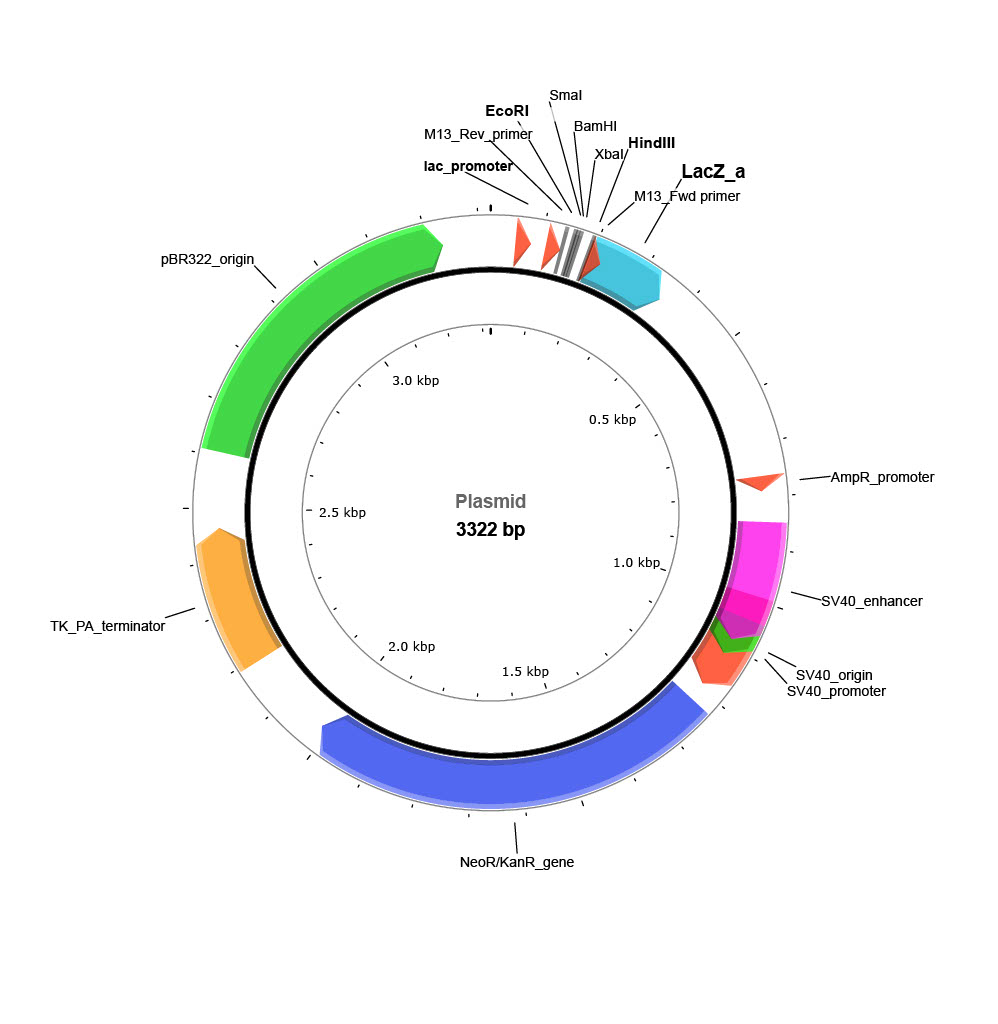 SmaI
EcoRI
BamHI
M13_Rev_primer
HindIII
XbaI
lac_promoter
LacZ_a
M13_Fwd primer
pBR322_origin
3.0 kbp
0.5 kbp
AmpR_promoter
Plasmid
2.5 kbp
3322 bp
1.0 kbp
SV40_enhancer
TK_PA_terminator
2.0 kbp
1.5 kbp
SV40_origin
SV40_promoter
NeoR/KanR_gene